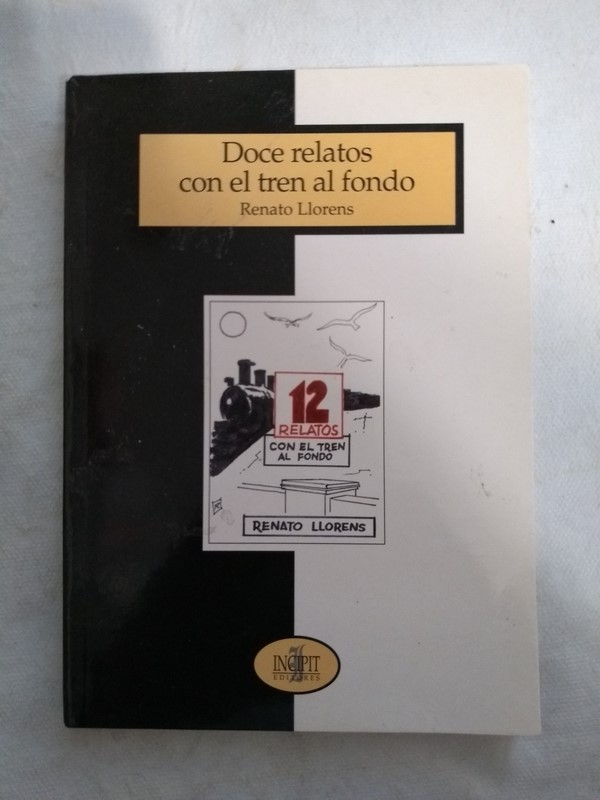 Doce relatos
con el tren al fondo
Renato Llorens
12
RELATOS
CON EL TREN
AL FONDO
RENATO LLORENS
INCIPIT
EDITORES